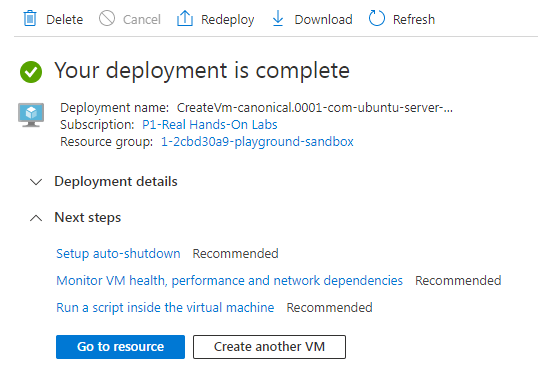 Delete Cancel Redeploy Download Refresh
Your deployment is complete
Deployment name: CreateVm-canonical.0001-com-ubuntu-server-...
Subscription: P1-Real Hands-On Labs
Resource group: 1-2cbd30a9-playground-sandbox
Deployment details
Next steps
Setup auto-shutdown Recommended
Monitor VM health, performance and network dependencies Recommended
Run a script inside the virtual machine Recommended
Go to resource Create another VM